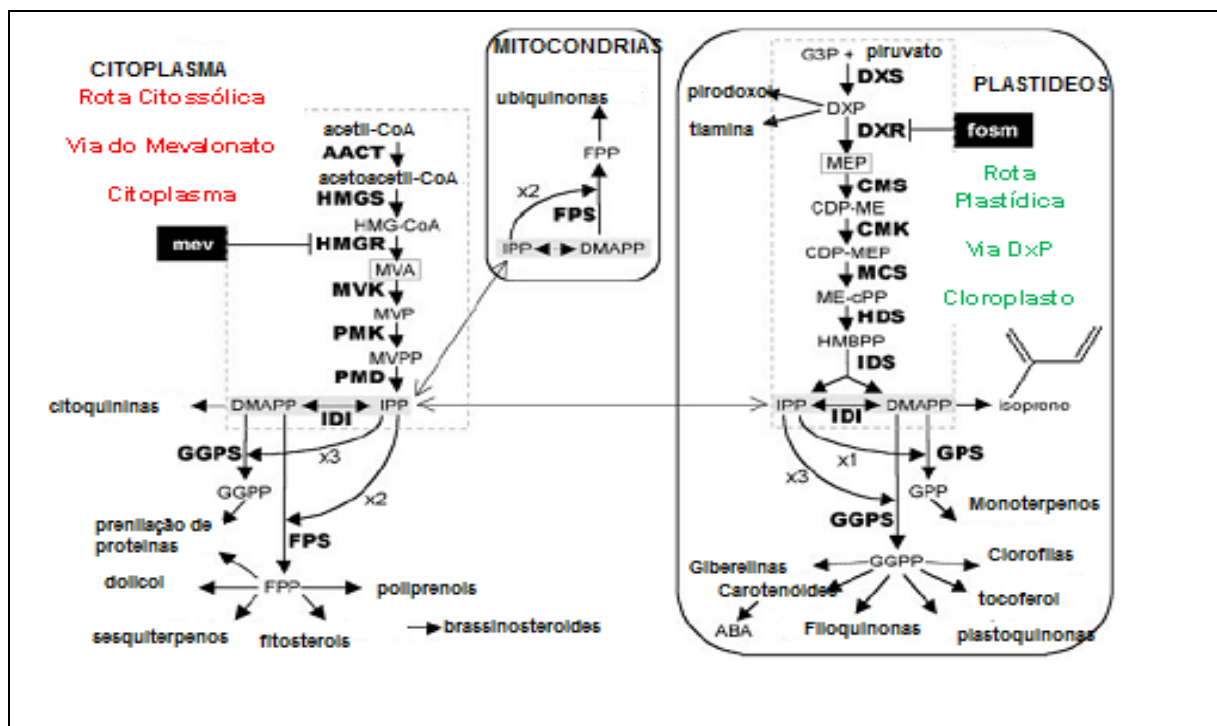 CITOPLASMA
Rota Citossólica
Via do Mevalonato
Citoplasma
mev
acetil-CoA
AACT
acetoacetil-CoA
HMGS
HMG-CoA
HMGR
MVA
MVK
MVP
PMK
MVPP
PMD
citoquininas
DMAPP
IDI
IPP
GGPS
x3
GGPP
x2
prenilação de
proteinas
FPS
dolicol
FPP
poliprenois
sesquiterpenos
fitosterois
brassinosteroides
MITOCONDRIAS
ubiquinonas
FPP
x2
FPS
IPP
DMAPP
PLASTIDEOS
G3P + piruvato
DXS
pirodoxol
DXP
tiamina
DXR
fosm
MEP
CMS
CDP-ME
CMK
CDP-MEP
MCS
ME-cPP
HDS
HMBPP
IDS
Rota
Plastídica
Via DxP
Cloroplasto
IPP
IDI
DMAPP
isopreno
x1
GPS
x3
GPP
Monoterpenos
GGPS
Giberelinas
GGPP
Clorofilas
Carotenóides
tocoferol
ABA
Filoquinonas
plastoquinonas